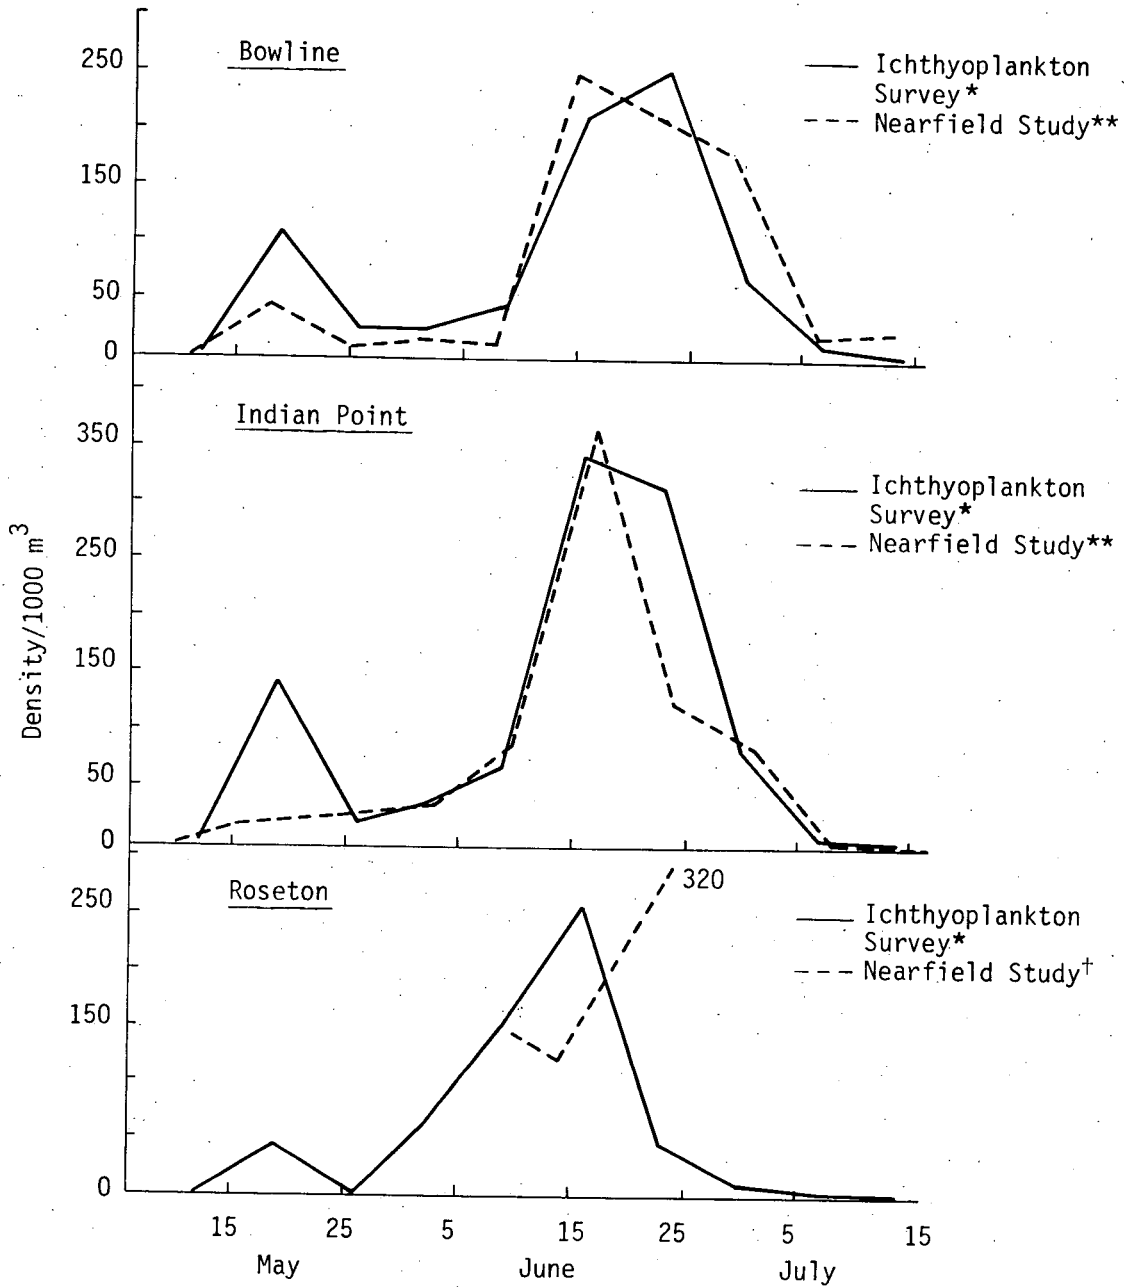 Bowline
250
150
50
0
Ichthyoplankton
Survey*
Nearfield Study**
Indian Point
350
250
150
50
0
Ichthyoplankton
Survey*
Nearfield Study**
Density/1000 m³
Roseton
250
150
0
320
Ichthyoplankton
Survey*
Nearfield Study†
15 25 5 15 25 5 15
May June July